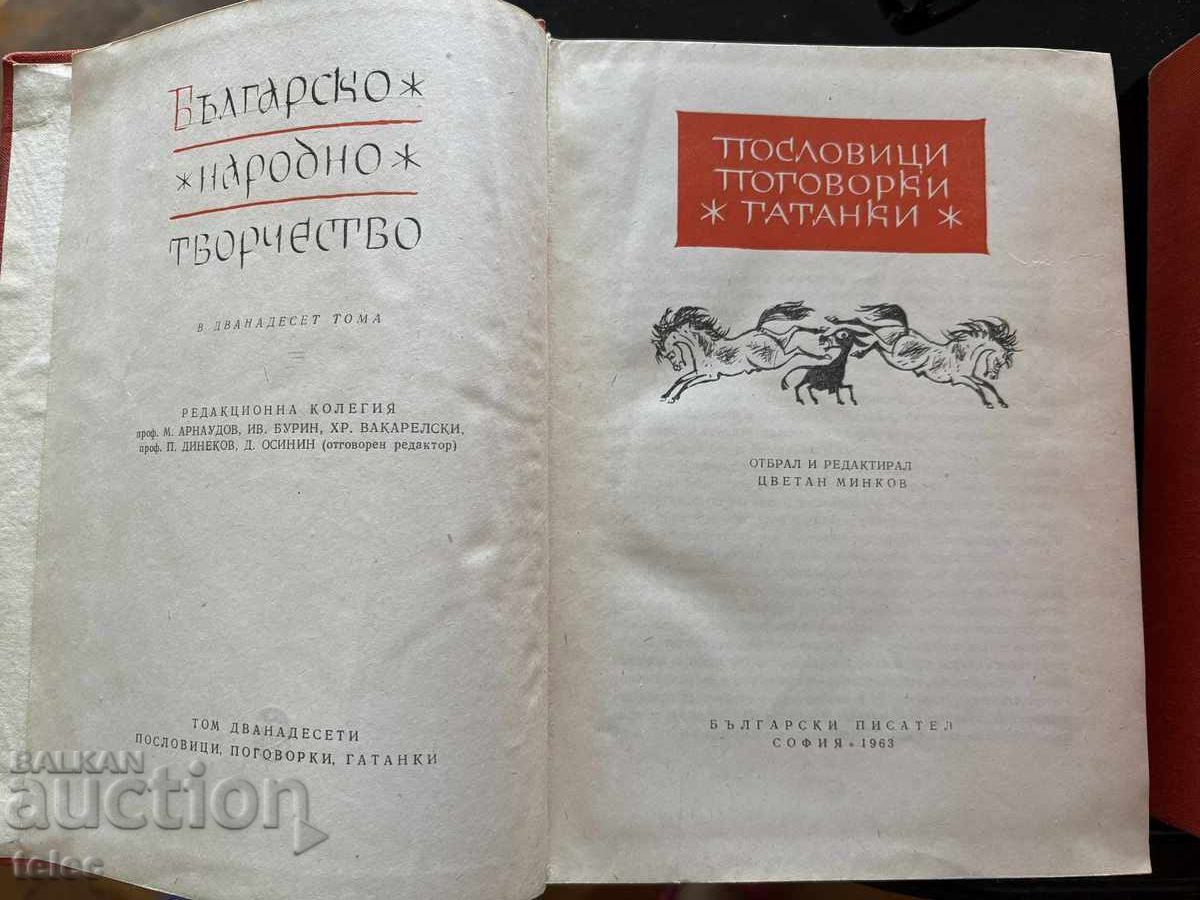 Българско *
* народно *
творчество
В ДВАНАДЕСЕТ ТОМА
РЕДАКЦИОННА КОЛЕГИЯ
проф. М. АРНАУДОВ, ИВ. БУРИН, ХР. ВАКАРЕЛСКИ,
проф. П. ДИНЕКОВ, Д. ОСИНИН (отговорен редактор)
ТОМ ДВАНАДЕСЕТИ
ПОСЛОВИЦИ, ПОГОВОРКИ, ГАТАНКИ
ПОСЛОВИЦИ
ПОГОВОРКИ
* ГАТАНКИ *
ОТБРАЛ И РЕДАКТИРАЛ
ЦВЕТАН МИНКОВ
БЪЛГАРСКИ ПИСАТЕЛ
СОФИЯ • 1963
BALKAN
auction
telec